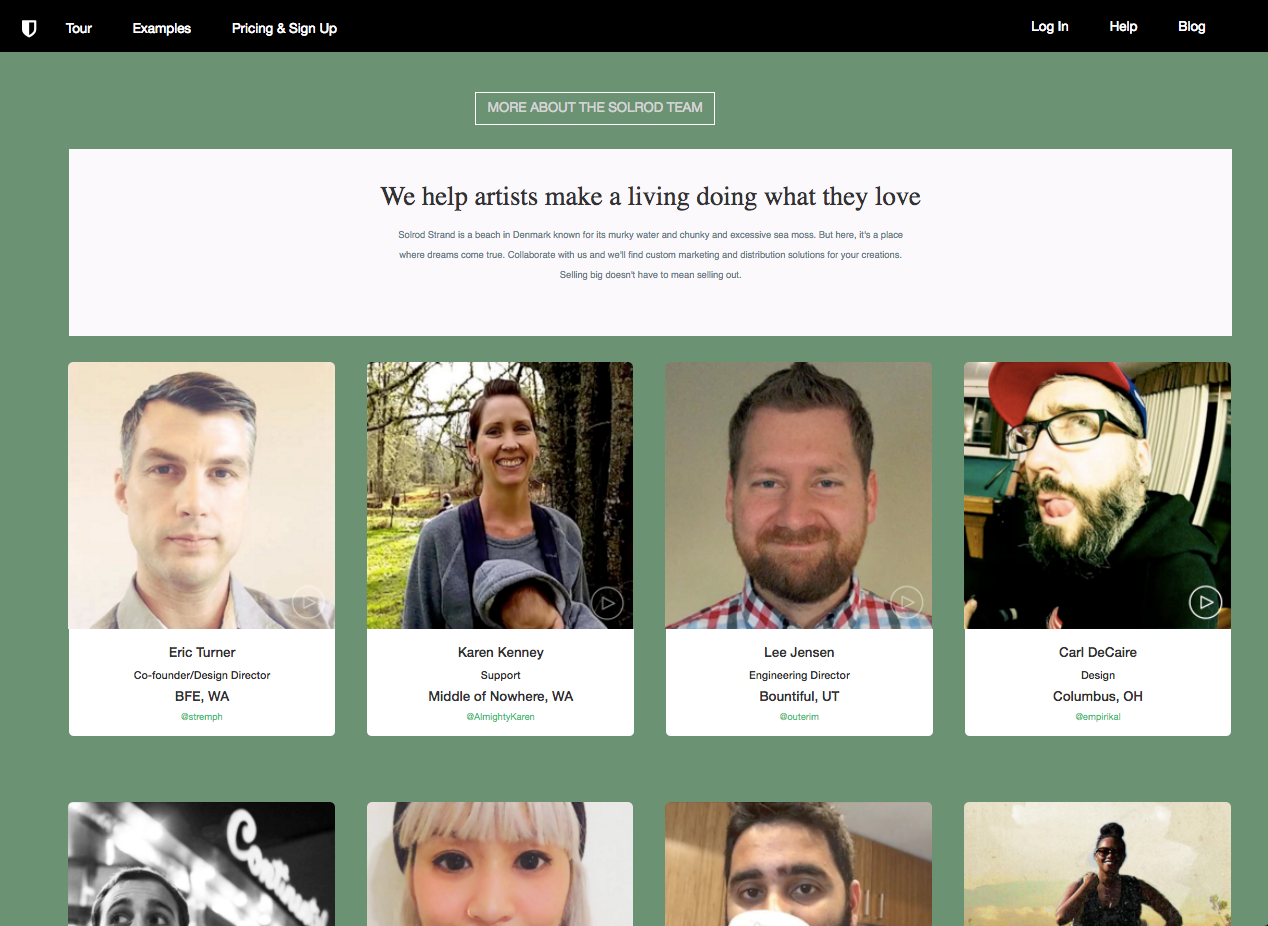 Tour Examples Pricing & Sign Up Log In Help Blog
MORE ABOUT THE SOLROD TEAM
We help artists make a living doing what they love
Solrod Strand is a beach in Denmark known for its murky water and chunky and excessive sea moss. But here, it's a place
where dreams come true. Collaborate with us and we'll find custom marketing and distribution solutions for your creations.
Selling big doesn't have to mean selling out.
Eric Turner
Co-founder/Design Director
BFE, WA
@stremph
Karen Kenney
Support
Middle of Nowhere, WA
@AlmightyKaren
Lee Jensen
Engineering Director
Bountiful, UT
@outerim
Carl DeCaire
Design
Columbus, OH
@empirikal